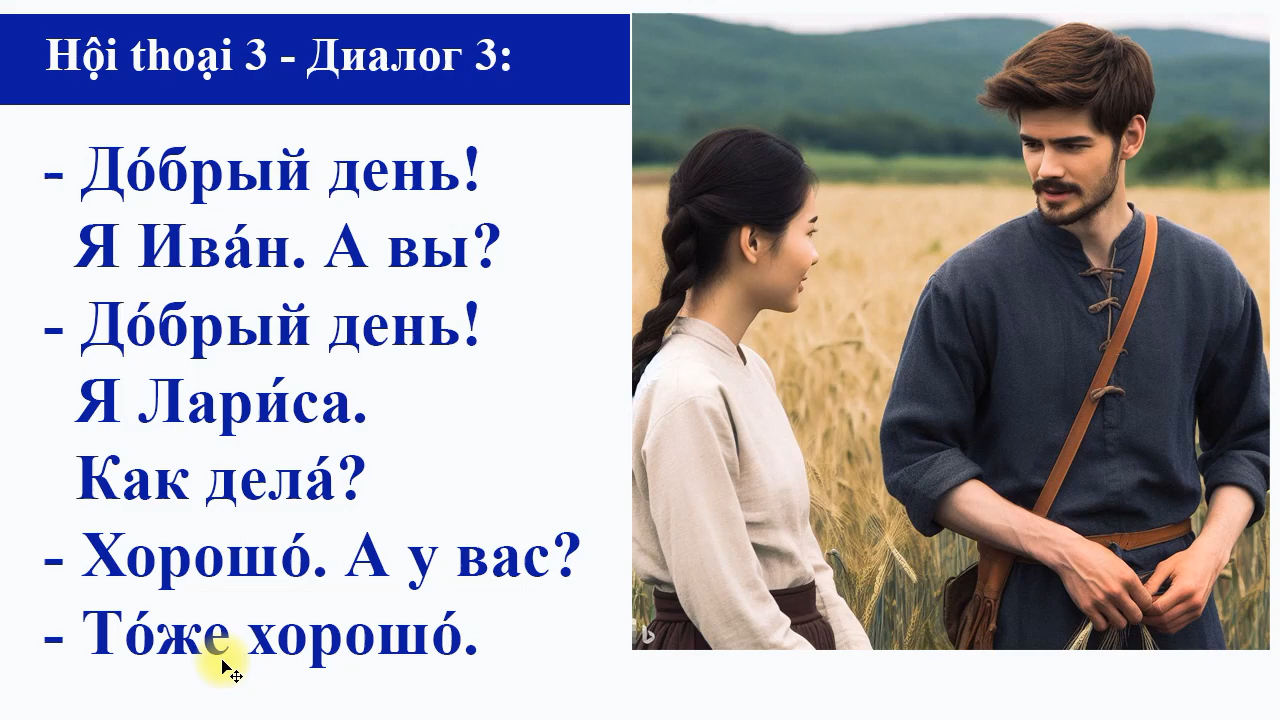 Hội thoại 3 - Диалог 3:
- До́брый день!
Я Ива́н. А вы?
- До́брый день!
Я Лари́са.
Как дела́?
- Хорошо́. А у вас?
- То́же хорошо́.